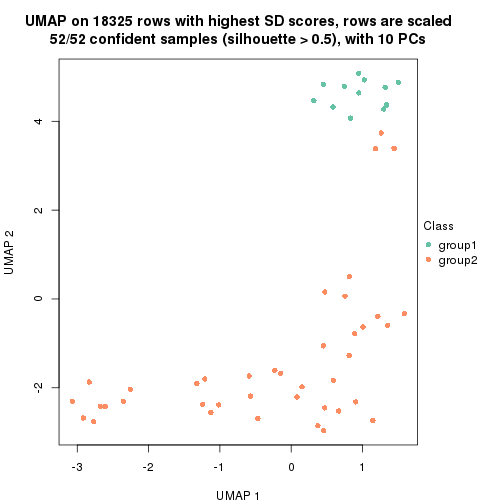 UMAP on 18325 rows with highest SD scores, rows are scaled
52/52 confident samples (silhouette > 0.5), with 10 PCs
4
2
0
-2
UMAP 2
Class
group1
group2
-3 -2 -1 0 1
UMAP 1